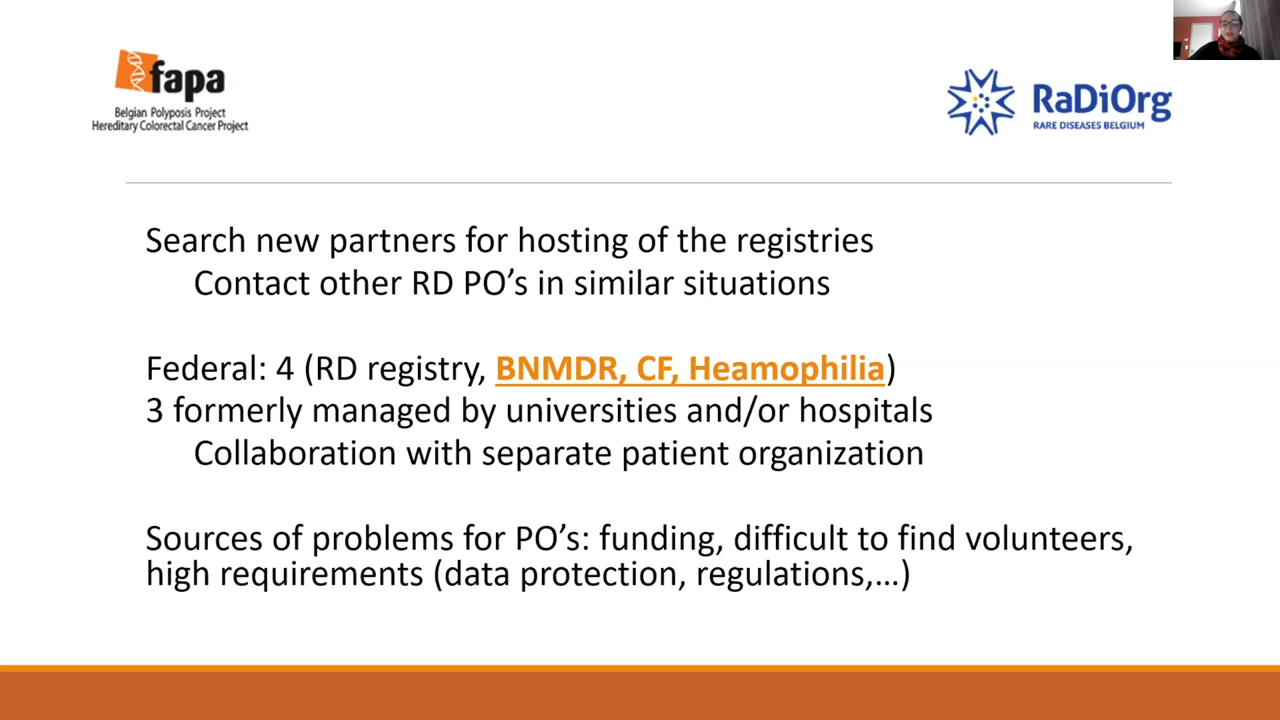 fapa
Belgian Polyposis Project
Hereditary Colorectal Cancer Project
RaDiOrg
RARE DISEASES BELGIUM
Search new partners for hosting of the registries
Contact other RD PO’s in similar situations
Federal: 4 (RD registry, BNMDR, CF, Heamophilia)
3 formerly managed by universities and/or hospitals
Collaboration with separate patient organization
Sources of problems for PO’s: funding, difficult to find volunteers,
high requirements (data protection, regulations,…)